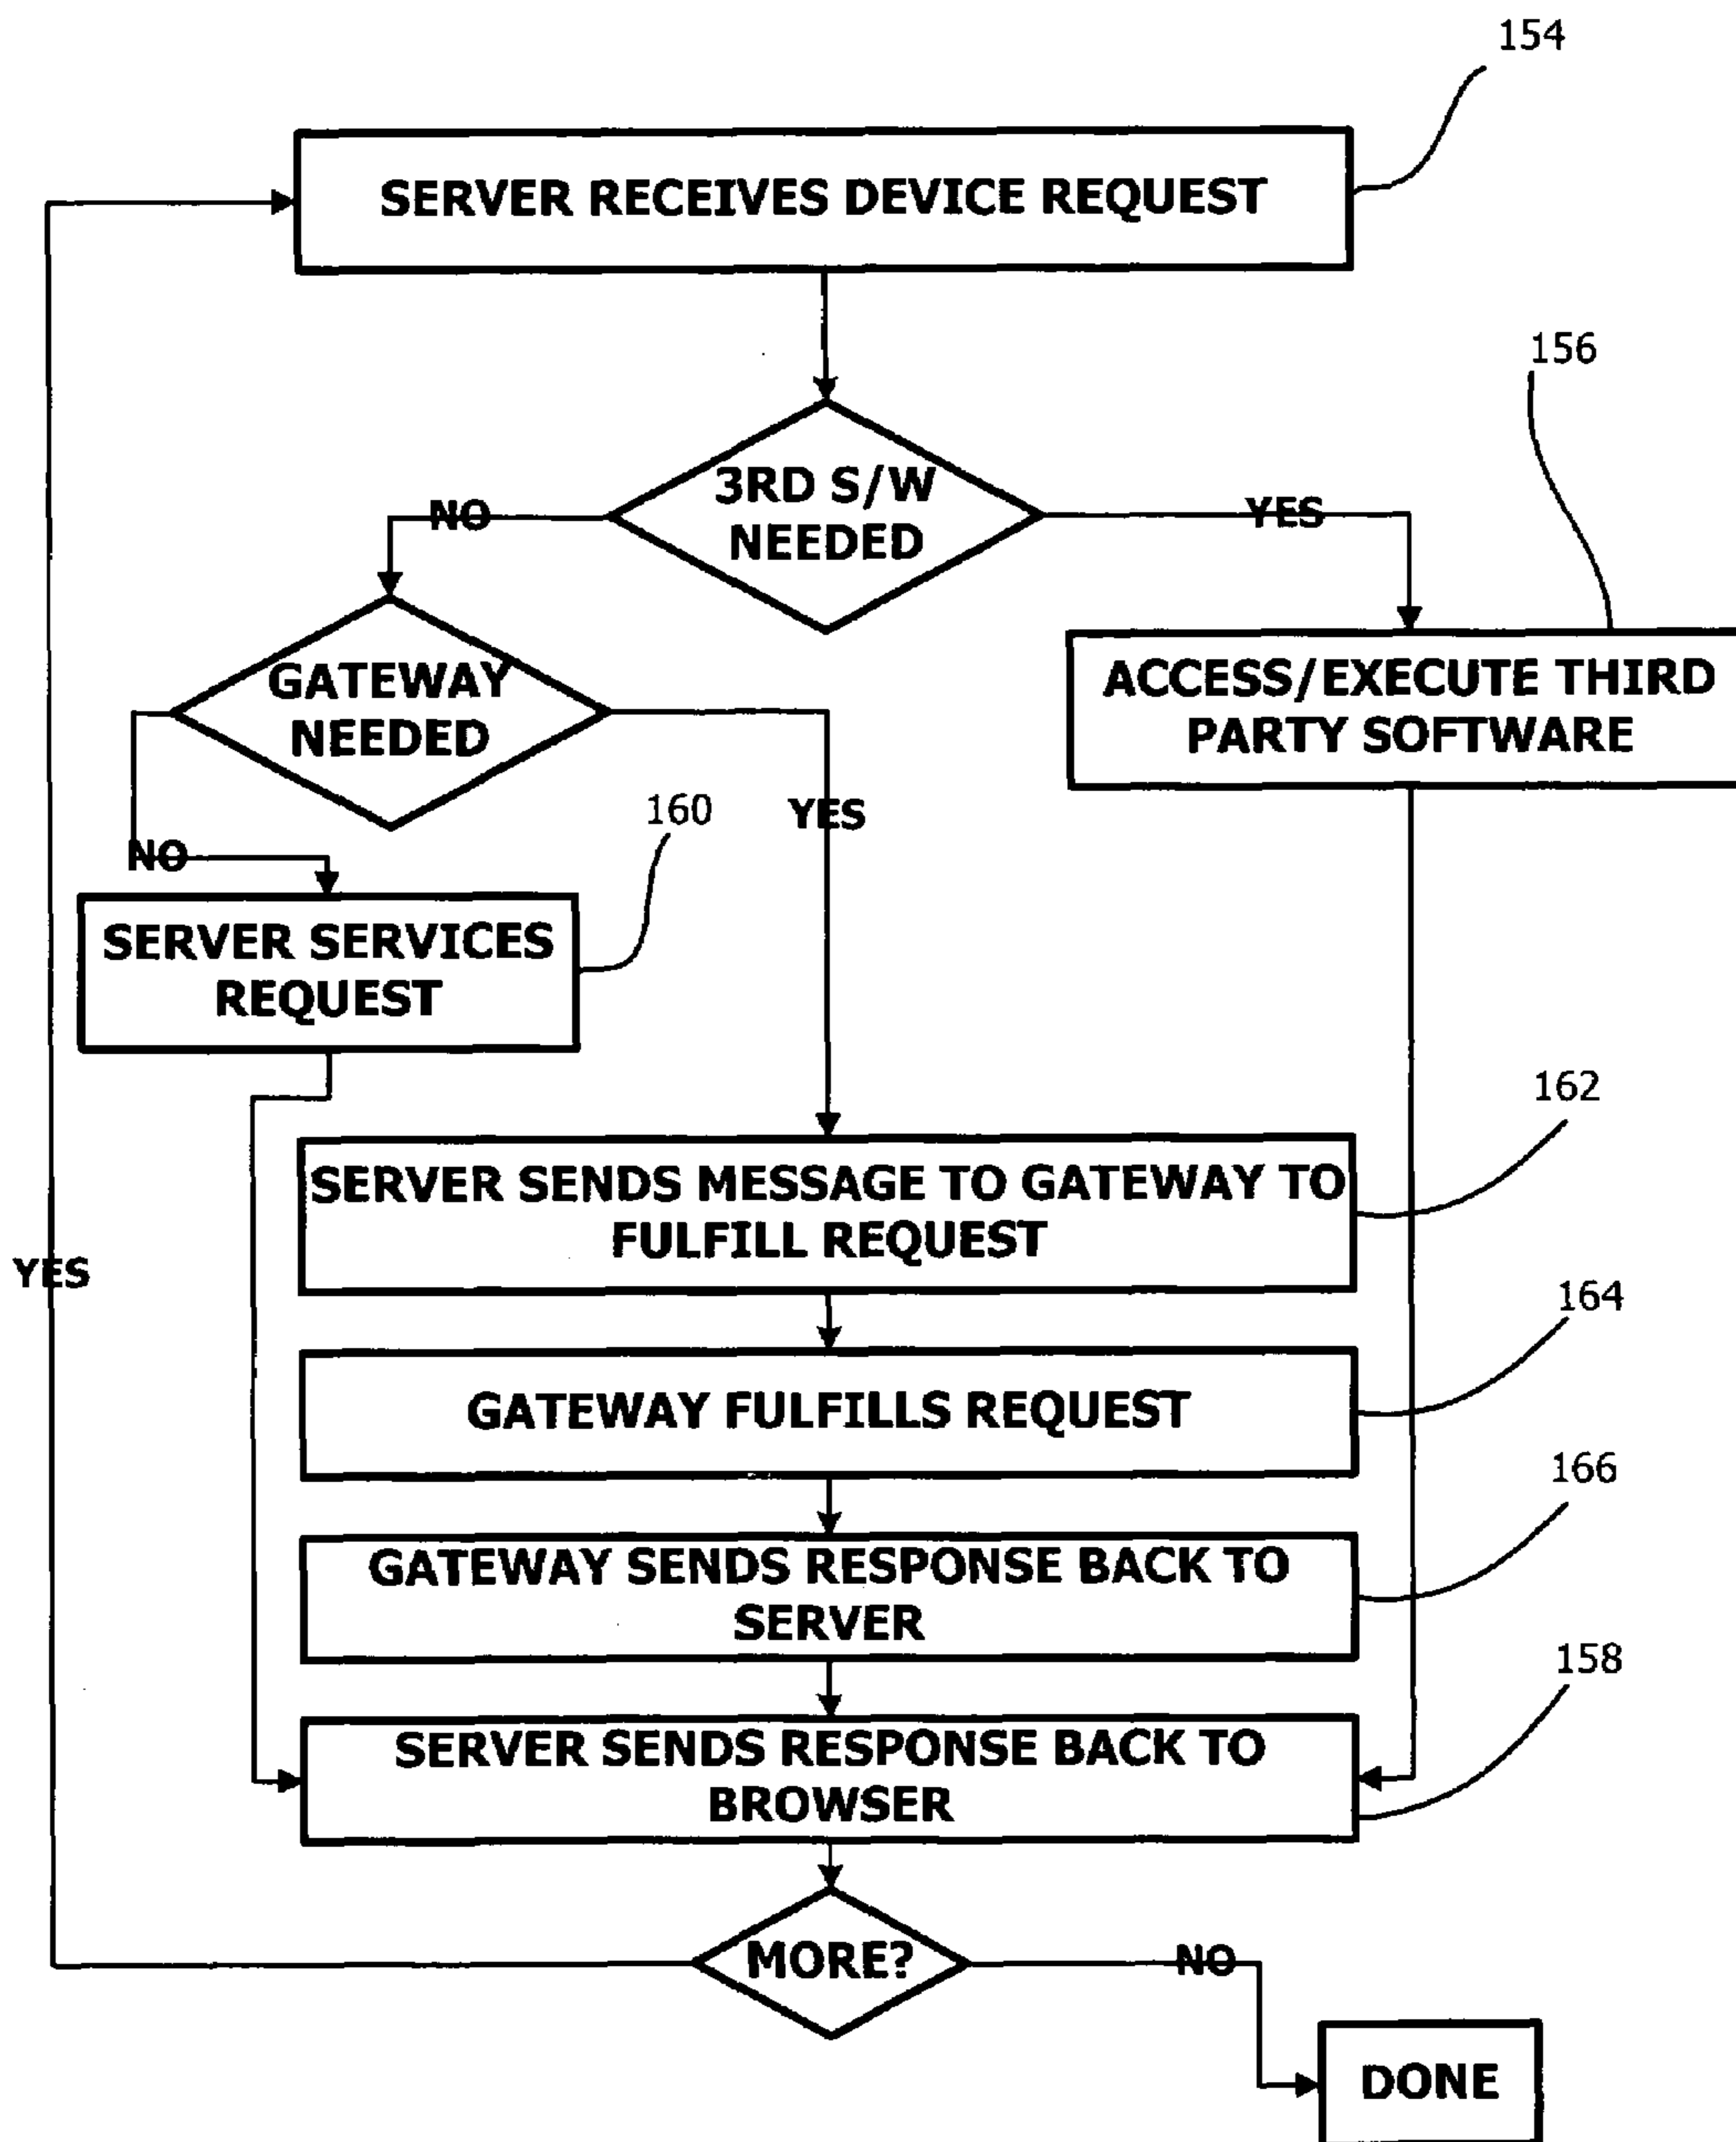 154
SERVER RECEIVES DEVICE REQUEST
156
3RD S/W
NEEDED
NO
YES
GATEWAY
NEEDED
ACCESS/EXECUTE THIRD
PARTY SOFTWARE
160
YES
NO
SERVER SERVICES
REQUEST
162
SERVER SENDS MESSAGE TO GATEWAY TO
FULFILL REQUEST
YES
164
GATEWAY FULFILLS REQUEST
166
GATEWAY SENDS RESPONSE BACK TO
SERVER
158
SERVER SENDS RESPONSE BACK TO
BROWSER
MORE?
NO
DONE